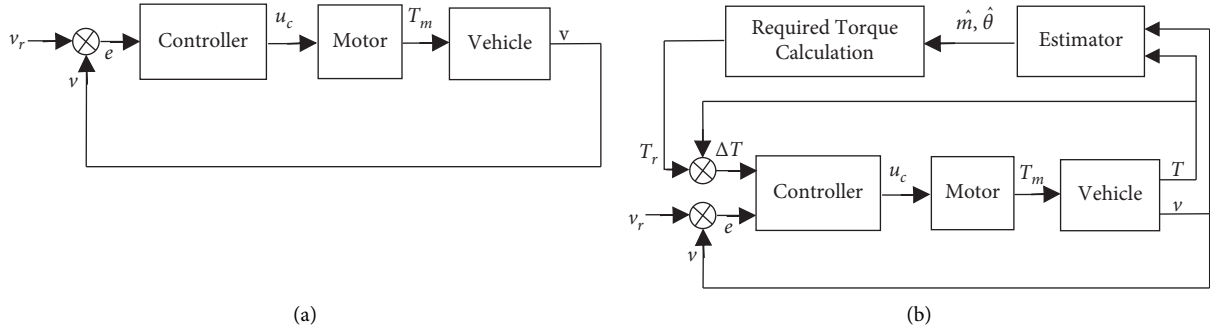 v_r
e
v
Controller
u_c
Motor
T_m
Vehicle
v
(a)
Required Torque
Calculation
m̂, θ̂
Estimator
T_r
ΔT
v_r
e
v
Controller
u_c
Motor
T_m
Vehicle
T
v
(b)